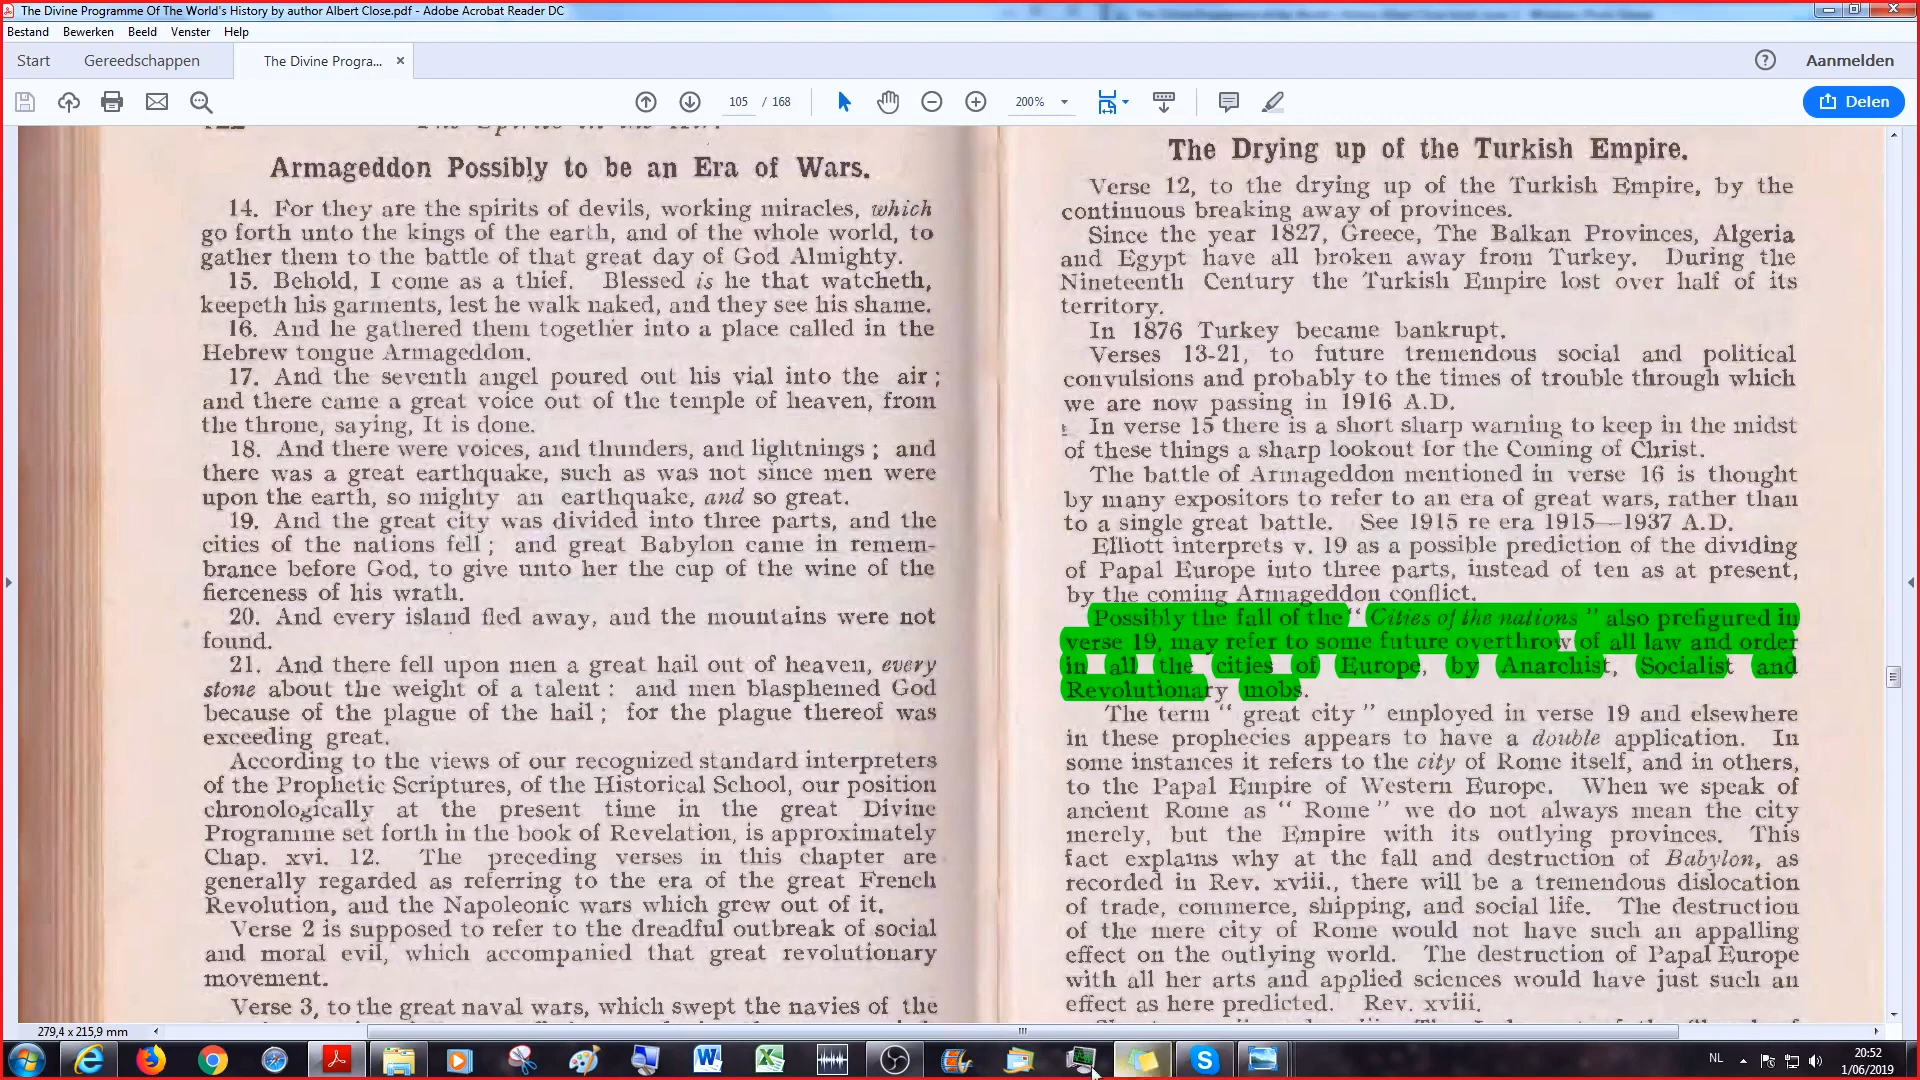 The Divine Programme Of The World's History by author Albert Close.pdf - Adobe Acrobat Reader DC
Bestand Bewerken Beeld Venster Help
Start Gereedschappen The Divine Progra... Aanmelden
105 / 168 200% Delen
Armageddon Possibly to be an Era of Wars.
14. For they are the spirits of devils, working miracles, which
go forth unto the kings of the earth, and of the whole world, to
gather them to the battle of that great day of God Almighty.
15. Behold, I come as a thief. Blessed is he that watcheth,
keepeth his garments, lest he walk naked, and they see his shame.
16. And he gathered them together into a place called in the
Hebrew tongue Armageddon.
17. And the seventh angel poured out his vial into the air ;
and there came a great voice out of the temple of heaven, from
the throne, saying, It is done.
18. And there were voices, and thunders, and lightnings ; and
there was a great earthquake, such as was not since men were
upon the earth, so mighty an earthquake, and so great.
19. And the great city was divided into three parts, and the
cities of the nations fell ; and great Babylon came in remem-
brance before God, to give unto her the cup of the wine of the
fierceness of his wrath.
20. And every island fled away, and the mountains were not
found.
21. And there fell upon men a great hail out of heaven, every
stone about the weight of a talent : and men blasphemed God
because of the plague of the hail ; for the plague thereof was
exceeding great.
According to the views of our recognized standard interpreters
of the Prophetic Scriptures, of the Historical School, our position
chronologically at the present time in the great Divine
Programme set forth in the book of Revelation, is approximately
Chap. xvi. 12. The preceding verses in this chapter are
generally regarded as referring to the era of the great French
Revolution, and the Napoleonic wars which grew out of it.
Verse 2 is supposed to refer to the dreadful outbreak of social
and moral evil, which accompanied that great revolutionary
movement.
Verse 3, to the great naval wars, which swept the navies of the
The Drying up of the Turkish Empire.
Verse 12, to the drying up of the Turkish Empire, by the
continuous breaking away of provinces.
Since the year 1827, Greece, The Balkan Provinces, Algeria
and Egypt have all broken away from Turkey. During the
Nineteenth Century the Turkish Empire lost over half of its
territory.
In 1876 Turkey became bankrupt.
Verses 13-21, to future tremendous social and political
convulsions and probably to the times of trouble through which
we are now passing in 1916 A.D.
In verse 15 there is a short sharp warning to keep in the midst
of these things a sharp lookout for the Coming of Christ.
The battle of Armageddon mentioned in verse 16 is thought
by many expositors to refer to an era of great wars, rather than
to a single great battle. See 1915 re era 1915—1937 A.D.
Elliott interprets v. 19 as a possible prediction of the dividing
of Papal Europe into three parts, instead of ten as at present,
by the coming Armageddon conflict.
Possibly the fall of the " Cities of the nations " also prefigured in
verse 19, may refer to some future overthrow of all law and order
in all the cities of Europe, by Anarchist, Socialist and
Revolutionary mobs.
The term " great city " employed in verse 19 and elsewhere
in these prophecies appears to have a double application. In
some instances it refers to the city of Rome itself, and in others,
to the Papal Empire of Western Europe. When we speak of
ancient Rome as " Rome " we do not always mean the city
merely, but the Empire with its outlying provinces. This
fact explains why at the fall and destruction of Babylon, as
recorded in Rev. xviii., there will be a tremendous dislocation
of trade, commerce, shipping, and social life. The destruction
of the mere city of Rome would not have such an appalling
effect on the outlying world. The destruction of Papal Europe
with all her arts and applied sciences would have just such an
effect as here predicted. Rev. xviii.
279,4 x 215,9 mm
NL 20:52
1/06/2019